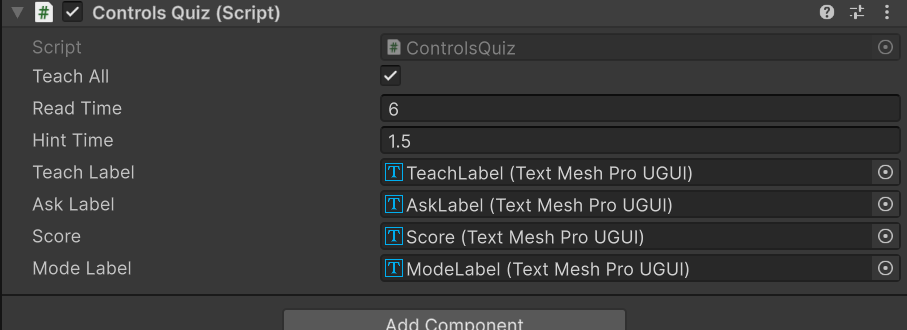 Controls Quiz (Script)
Script ControlsQuiz
Teach All
Read Time 6
Hint Time 1.5
Teach Label TeachLabel (Text Mesh Pro UGUI)
Ask Label AskLabel (Text Mesh Pro UGUI)
Score Score (Text Mesh Pro UGUI)
Mode Label ModeLabel (Text Mesh Pro UGUI)
Add Component